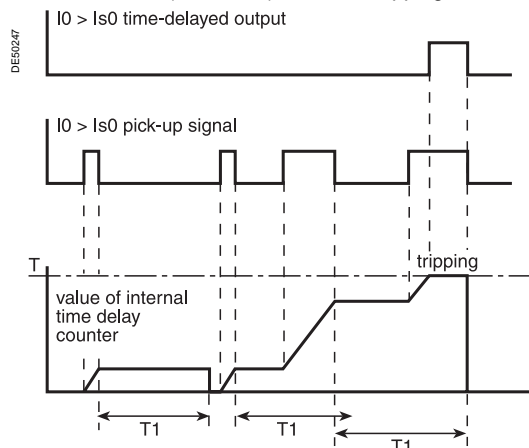 I0 > Is0 time-delayed output
DE50247
I0 > Is0 pick-up signal
T
tripping
value of internal
time delay
counter
T1
T1
T1